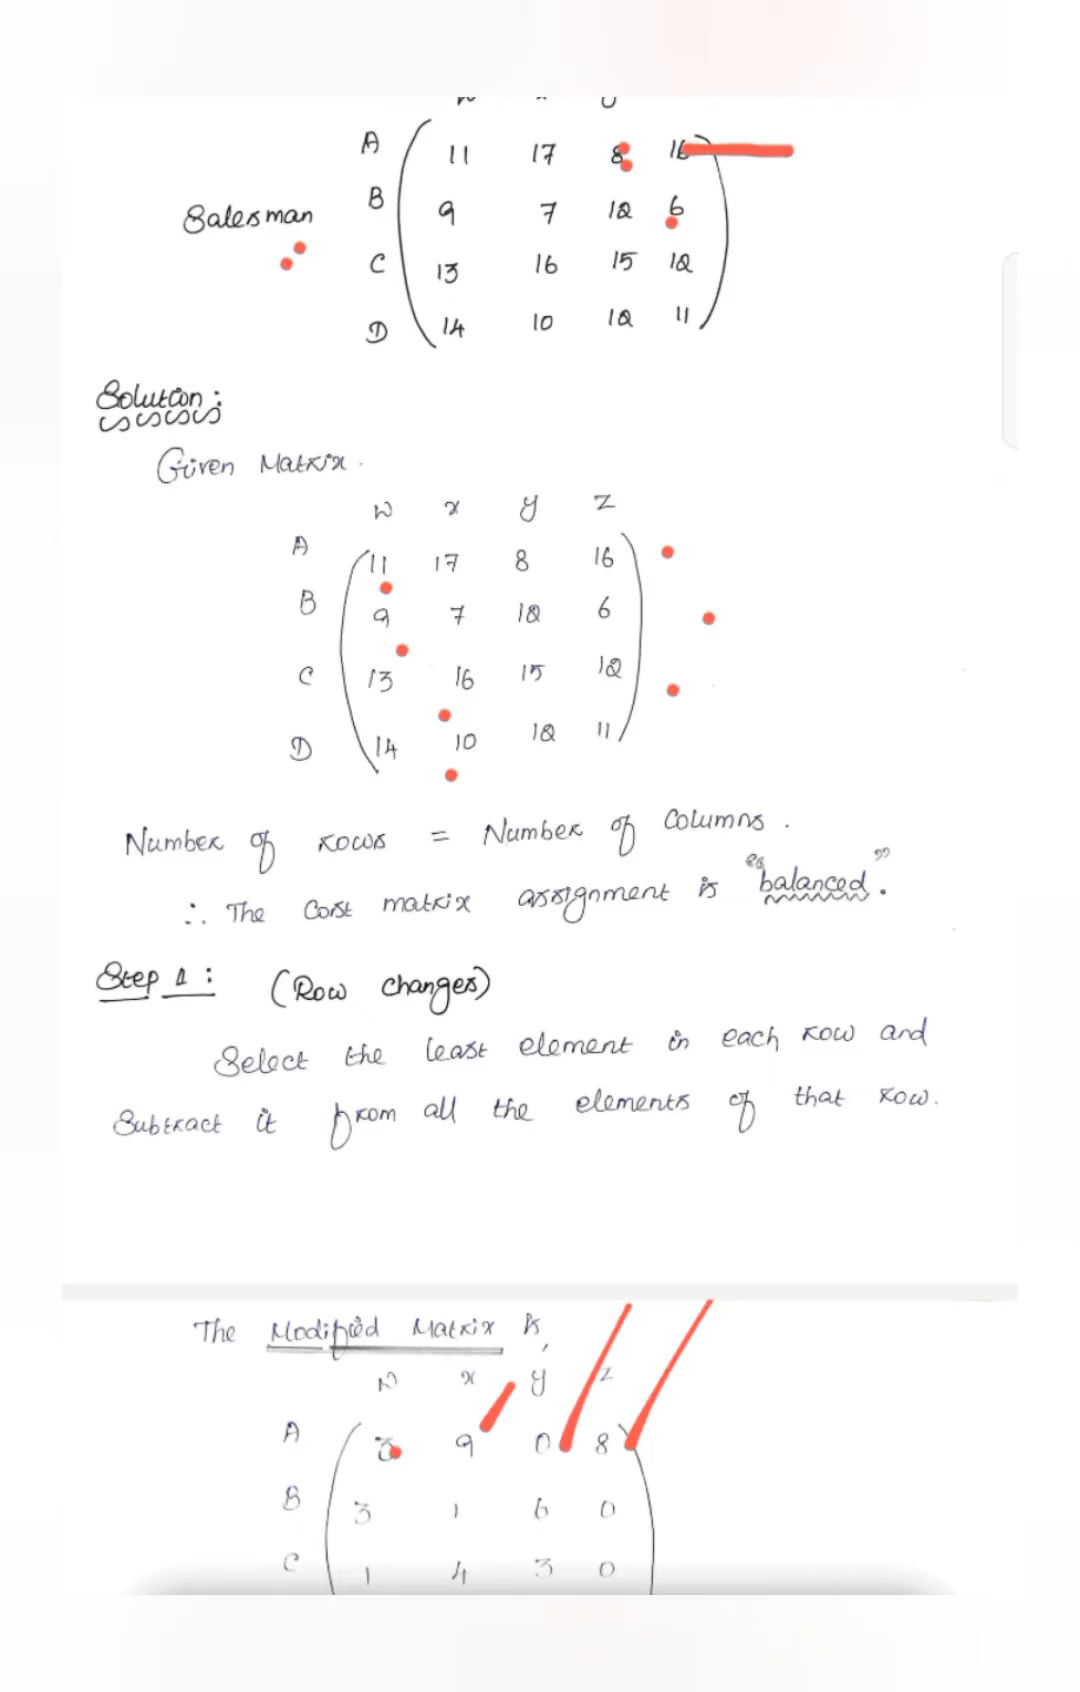 A 11 17 8 16
Salesman B 9 7 12 6
C 13 16 15 12
D 14 10 12 11
Solution:
Given Matrix.
W x y z
A 11 17 8 16
B 9 7 12 6
C 13 16 15 12
D 14 10 12 11
Number of rows = Number of Columns.
∴ The Cost matrix assignment is "balanced".
Step 1: (Row changes)
Select the least element in each row and
Subtract it from all the elements of that row.
The Modified Matrix is,
W x y z
A 3 9 0 8
B 3 1 6 0
C 1 4 3 0